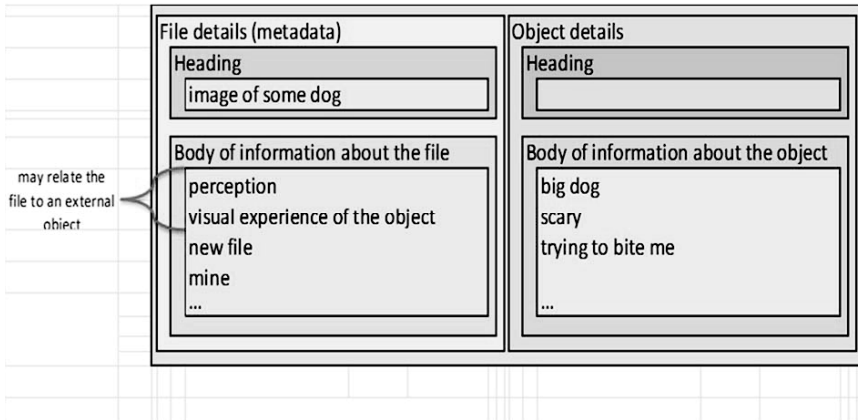 File details (metadata)
Heading
image of some dog
Body of information about the file
perception
visual experience of the object
new file
mine
...
may relate the
file to an external
object
Object details
Heading
Body of information about the object
big dog
scary
trying to bite me
...